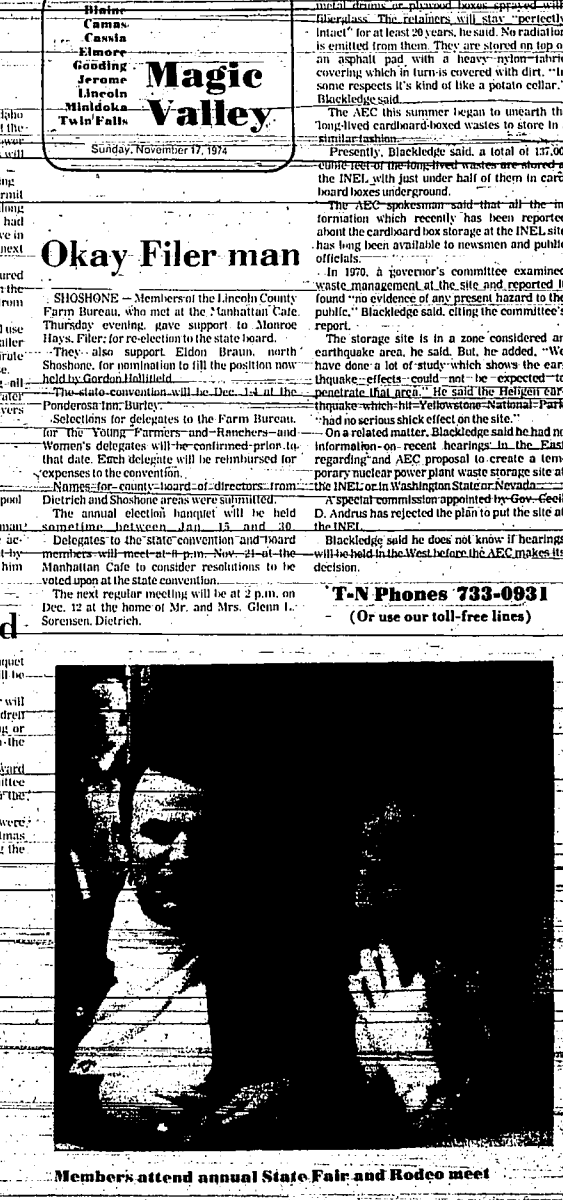 Blaine
Camas
Cassia
Elmore
Gooding
Jerome
Lincoln
Minidoka
Twin Falls
Magic
Valley
Sunday, November 17, 1974
Okay Filer man
SHOSHONE — Members of the Lincoln County
Farm Bureau, who met at the Manhattan Cafe
Thursday evening, gave support to Monroe
Hays, Filer, for re-election to the state board.
They also support Eldon Braun, north
Shoshone, for nomination to fill the position now
held by Gordon Hollifield.
The state convention will be Dec. 1-4 at the
Ponderosa Inn, Burley.
Selections for delegates to the Farm Bureau,
for the Young Farmers and Ranchers and
Women's delegates will be confirmed prior to
that date. Each delegate will be reimbursed for
expenses to the convention.
Names for county board of directors from
Dietrich and Shoshone areas were submitted.
The annual election banquet will be held
sometime between Jan. 15 and 30.
Delegates to the state convention and board
members will meet at 8 p.m. Nov. 21 at the
Manhattan Cafe to consider resolutions to be
voted upon at the state convention.
The next regular meeting will be at 2 p.m. on
Dec. 12 at the home of Mr. and Mrs. Glenn L.
Sorensen, Dietrich.
metal drums or plywood boxes sprayed with
fiberglass. The retainers will stay "perfectly
intact" for at least 20 years, he said. No radiation
is emitted from them. They are stored on top o
an asphalt pad with a heavy nylon fabric
covering which in turn is covered with dirt. "In
some respects it's kind of like a potato cellar,"
Blackledge said.
The AEC this summer began to unearth th
long-lived cardboard-boxed wastes to store in
similar fashion.
Presently, Blackledge said, a total of 137,00
cubic feet of the long-lived wastes are stored a
the INEL with just under half of them in card
board boxes underground.
The AEC spokesman said that all the in
formation which recently has been reported
about the cardboard box storage at the INEL site
has long been available to newsmen and public
officials.
In 1970, a governor's committee examined
waste management at the site and reported it
found "no evidence of any present hazard to the
public," Blackledge said, citing the committee's
report.
The storage site is in a zone considered an
earthquake area, he said. But, he added, "We
have done a lot of study which shows the ear
thquake effects could not be expected to
penetrate that area." He said the Hebgen ear
thquake which hit Yellowstone National Park
"had no serious shick effect on the site."
On a related matter, Blackledge said he had no
information on recent hearings in the East
regarding and AEC proposal to create a tem-
porary nuclear power plant waste storage site at
the INEL or in Washington State or Nevada.
A special commission appointed by Gov. Cecil
D. Andrus has rejected the plan to put the site at
the INEL.
Blackledge said he does not know if hearings
will be held in the West before the AEC makes its
decision.
T-N Phones 733-0931
(Or use our toll-free lines)
Members attend annual State Fair and Rodeo meet